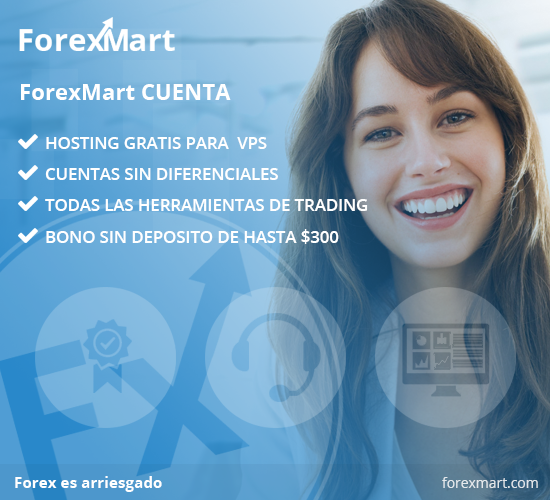 ForexMart
ForexMart CUENTA
HOSTING GRATIS PARA VPS
CUENTAS SIN DIFERENCIALES
TODAS LAS HERRAMIENTAS DE TRADING
BONO SIN DEPOSITO DE HASTA $300
FX
Forex es arriesgado
forexmart.com